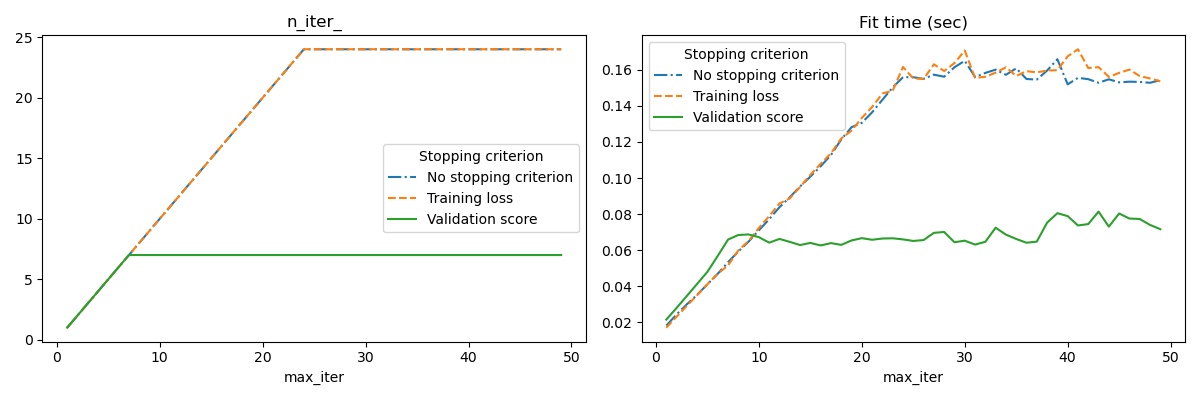 n_iter_
25
20
15
10
5
0
Stopping criterion
No stopping criterion
Training loss
Validation score
0 10 20 30 40 50
max_iter
Fit time (sec)
Stopping criterion
No stopping criterion
Training loss
Validation score
0.16
0.14
0.12
0.10
0.08
0.06
0.04
0.02
0 10 20 30 40 50
max_iter